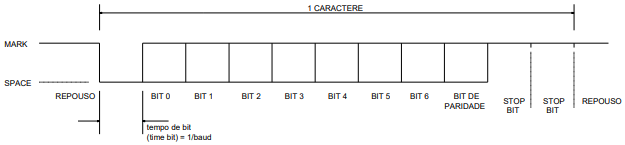 1 CARACTERE
MARK
SPACE
REPOUSO
BIT 0
BIT 1
BIT 2
BIT 3
BIT 4
BIT 5
BIT 6
BIT DE
PARIDADE
STOP
BIT
STOP
BIT
REPOUSO
tempo de bit
(time bit) = 1/baud